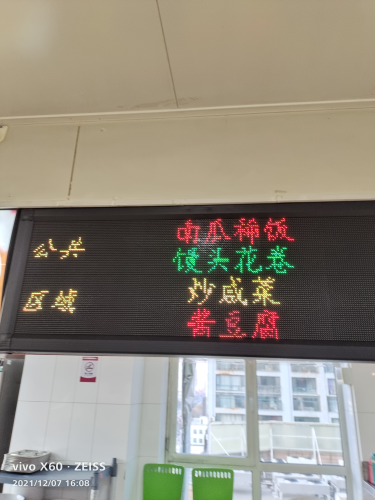 公共
区域
南瓜稀饭
馒头花卷
炒咸菜
酱豆腐
vivo X60 · ZEISS
2021/12/07 16:08